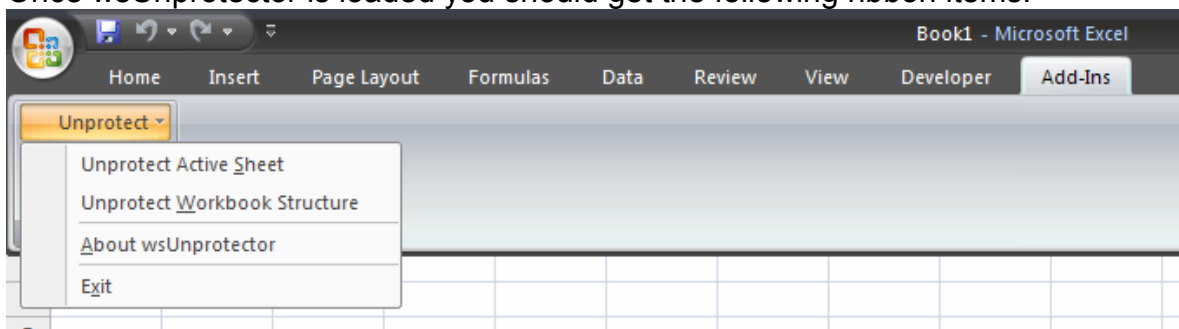 Once wsUnprotector is loaded you should get the following ribbon items:
Book1 - Microsoft Excel
Home Insert Page Layout Formulas Data Review View Developer Add-Ins
Unprotect
Unprotect Active Sheet
Unprotect Workbook Structure
About wsUnprotector
Exit